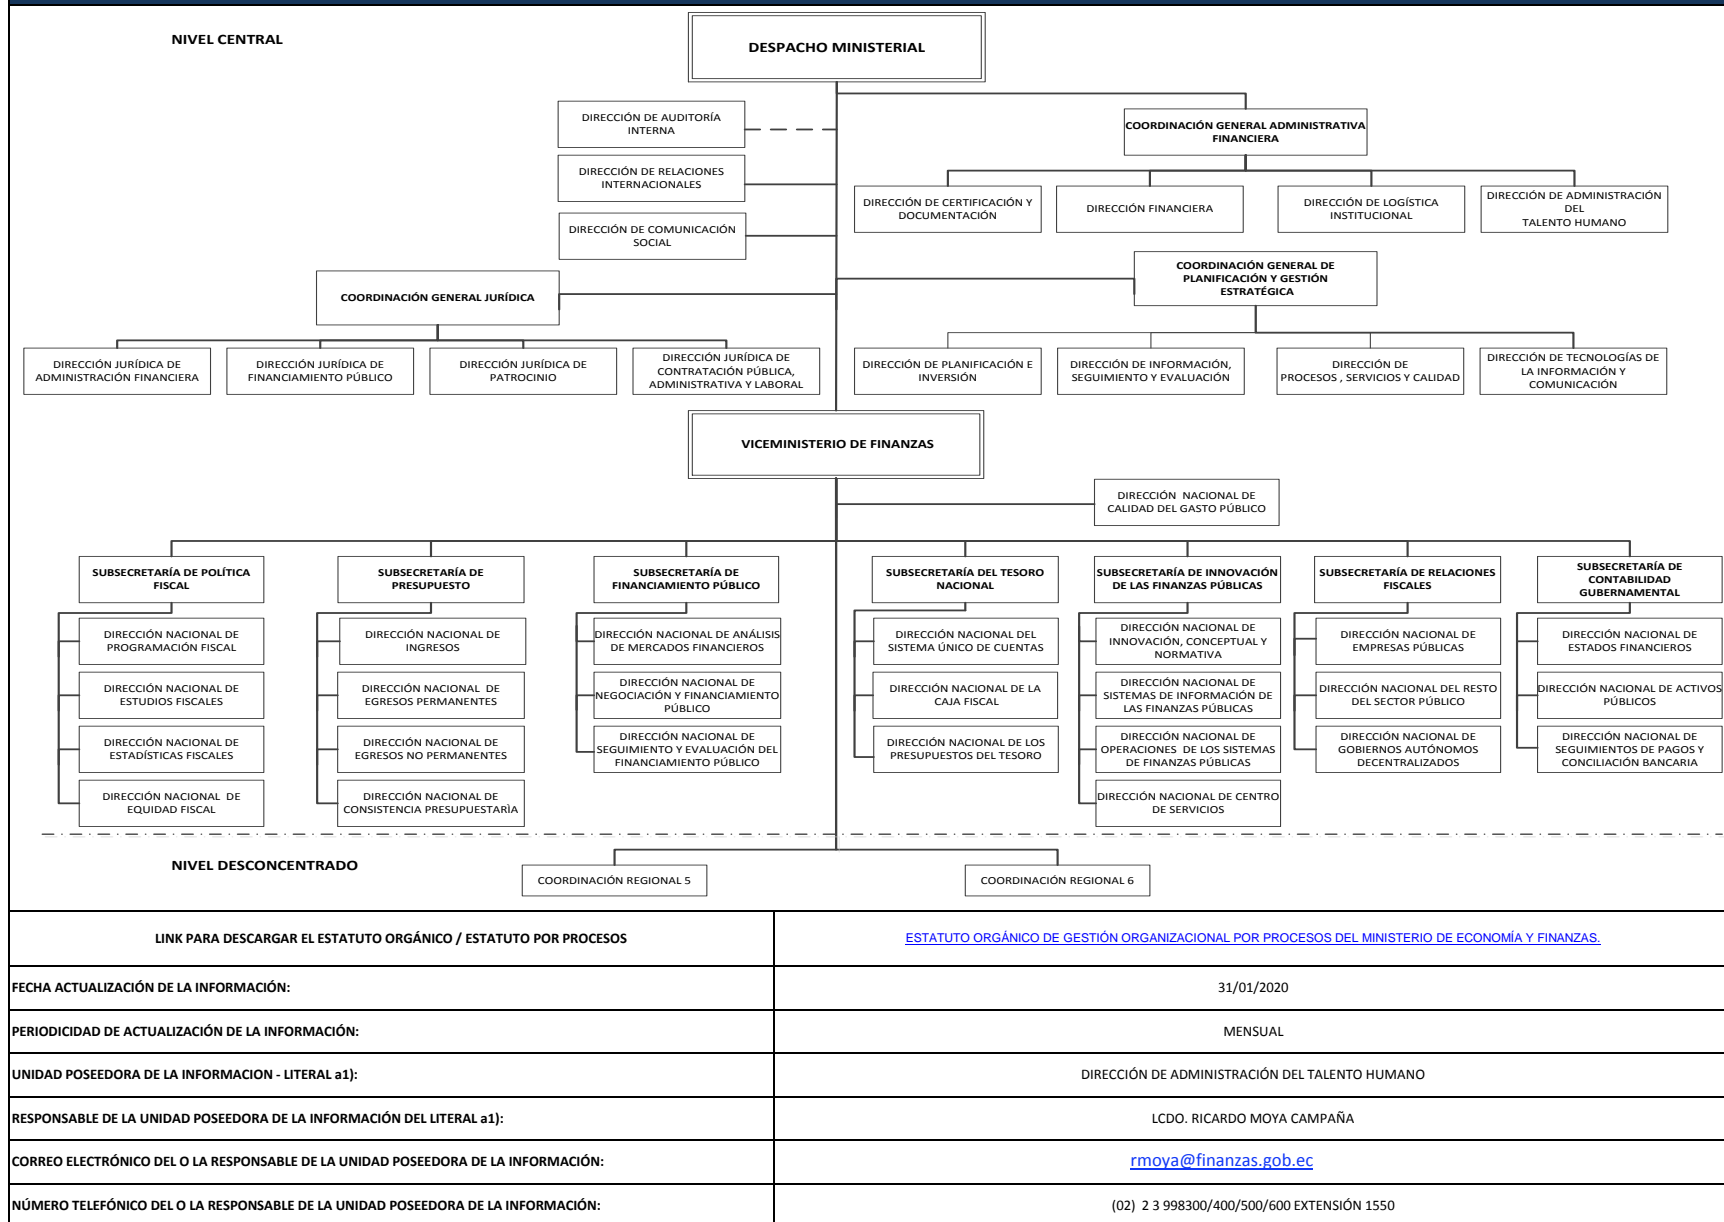 NIVEL CENTRAL
DESPACHO MINISTERIAL
DIRECCIÓN DE AUDITORÍA
INTERNA
COORDINACIÓN GENERAL ADMINISTRATIVA
FINANCIERA
DIRECCIÓN DE RELACIONES
INTERNACIONALES
DIRECCIÓN DE CERTIFICACIÓN Y
DOCUMENTACIÓN
DIRECCIÓN FINANCIERA
DIRECCIÓN DE LOGÍSTICA
INSTITUCIONAL
DIRECCIÓN DE ADMINISTRACIÓN
DEL
TALENTO HUMANO
DIRECCIÓN DE COMUNICACIÓN
SOCIAL
COORDINACIÓN GENERAL JURÍDICA
COORDINACIÓN GENERAL DE
PLANIFICACIÓN Y GESTIÓN
ESTRATÉGICA
DIRECCIÓN JURÍDICA DE
ADMINISTRACIÓN FINANCIERA
DIRECCIÓN JURÍDICA DE
FINANCIAMIENTO PÚBLICO
DIRECCIÓN JURÍDICA DE
PATROCINIO
DIRECCIÓN JURÍDICA DE
CONTRATACIÓN PÚBLICA,
ADMINISTRATIVA Y LABORAL
DIRECCIÓN DE PLANIFICACIÓN E
INVERSIÓN
DIRECCIÓN DE INFORMACIÓN,
SEGUIMIENTO Y EVALUACIÓN
DIRECCIÓN DE
PROCESOS , SERVICIOS Y CALIDAD
DIRECCIÓN DE TECNOLOGÍAS DE
LA INFORMACIÓN Y
COMUNICACIÓN
VICEMINISTERIO DE FINANZAS
DIRECCIÓN  NACIONAL DE
CALIDAD DEL GASTO PÚBLICO
SUBSECRETARÍA DE POLÍTICA
FISCAL
SUBSECRETARÍA DE
PRESUPUESTO
SUBSECRETARÍA DE
FINANCIAMIENTO PÚBLICO
SUBSECRETARÍA DEL TESORO
NACIONAL
SUBSECRETARÍA DE INNOVACIÓN
DE LAS FINANZAS PÚBLICAS
SUBSECRETARÍA DE RELACIONES
FISCALES
SUBSECRETARÍA DE
CONTABILIDAD
GUBERNAMENTAL
DIRECCIÓN NACIONAL DE
PROGRAMACIÓN FISCAL
DIRECCIÓN NACIONAL DE
INGRESOS
DIRECCIÓN NACIONAL DE ANÁLISIS
DE MERCADOS FINANCIEROS
DIRECCIÓN NACIONAL DEL
SISTEMA ÚNICO DE CUENTAS
DIRECCIÓN NACIONAL DE
INNOVACIÓN, CONCEPTUAL Y
NORMATIVA
DIRECCIÓN NACIONAL DE
EMPRESAS PÚBLICAS
DIRECCIÓN NACIONAL DE
ESTADOS FINANCIEROS
DIRECCIÓN NACIONAL DE
ESTUDIOS FISCALES
DIRECCIÓN NACIONAL  DE
EGRESOS PERMANENTES
DIRECCIÓN NACIONAL DE
NEGOCIACIÓN Y FINANCIAMIENTO
PÚBLICO
DIRECCIÓN NACIONAL DE LA
CAJA FISCAL
DIRECCIÓN NACIONAL DE
SISTEMAS DE INFORMACIÓN DE
LAS FINANZAS PÚBLICAS
DIRECCIÓN NACIONAL DEL RESTO
DEL SECTOR PÚBLICO
DIRECCIÓN NACIONAL DE ACTIVOS
PÚBLICOS
DIRECCIÓN NACIONAL DE
ESTADÍSTICAS FISCALES
DIRECCIÓN NACIONAL DE
EGRESOS NO PERMANENTES
DIRECCIÓN NACIONAL DE
SEGUIMIENTO Y EVALUACIÓN DEL
FINANCIAMIENTO PÚBLICO
DIRECCIÓN NACIONAL DE LOS
PRESUPUESTOS DEL TESORO
DIRECCIÓN NACIONAL DE
OPERACIONES  DE LOS SISTEMAS
DE FINANZAS PÚBLICAS
DIRECCIÓN NACIONAL DE
GOBIERNOS AUTÓNOMOS
DECENTRALIZADOS
DIRECCIÓN NACIONAL DE
SEGUIMIENTOS DE PAGOS Y
CONCILIACIÓN BANCARIA
DIRECCIÓN NACIONAL  DE
EQUIDAD FISCAL
DIRECCIÓN NACIONAL DE
CONSISTENCIA PRESUPUESTARÌA
DIRECCIÓN NACIONAL DE CENTRO
DE SERVICIOS
NIVEL DESCONCENTRADO
COORDINACIÓN REGIONAL 5
COORDINACIÓN REGIONAL 6
LINK PARA DESCARGAR EL ESTATUTO ORGÁNICO / ESTATUTO POR PROCESOS
ESTATUTO ORGÁNICO DE GESTIÓN ORGANIZACIONAL POR PROCESOS DEL MINISTERIO DE ECONOMÍA Y FINANZAS.
FECHA ACTUALIZACIÓN DE LA INFORMACIÓN:
31/01/2020
PERIODICIDAD DE ACTUALIZACIÓN DE LA INFORMACIÓN:
MENSUAL
UNIDAD POSEEDORA DE LA INFORMACION - LITERAL a1):
DIRECCIÓN DE ADMINISTRACIÓN DEL TALENTO HUMANO
RESPONSABLE DE LA UNIDAD POSEEDORA DE LA INFORMACIÓN DEL LITERAL a1):
LCDO. RICARDO MOYA CAMPAÑA
CORREO ELECTRÓNICO DEL O LA RESPONSABLE DE LA UNIDAD POSEEDORA DE LA INFORMACIÓN:
rmoya@finanzas.gob.ec
NÚMERO TELEFÓNICO DEL O LA RESPONSABLE DE LA UNIDAD POSEEDORA DE LA INFORMACIÓN:
(02)  2 3 998300/400/500/600 EXTENSIÓN 1550